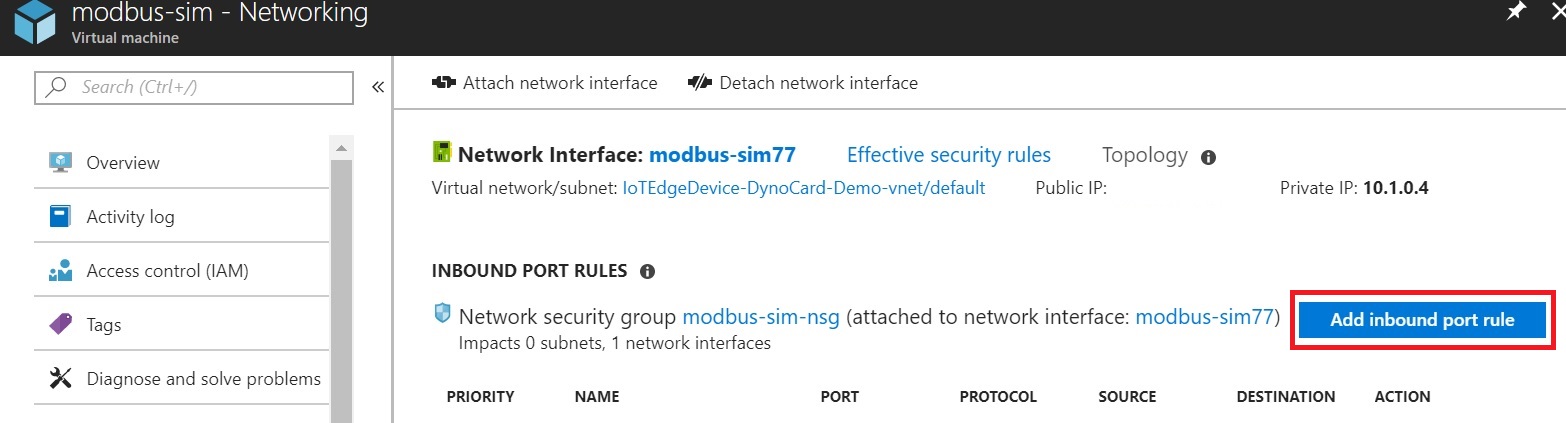 modbus-sim - Networking
Virtual machine
Search (Ctrl+/)
«
Overview
Activity log
Access control (IAM)
Tags
Diagnose and solve problems
Attach network interface
Detach network interface
Network Interface: modbus-sim77 Effective security rules Topology
Virtual network/subnet: IoTEdgeDevice-DynoCard-Demo-vnet/default Public IP: Private IP: 10.1.0.4
INBOUND PORT RULES
Network security group modbus-sim-nsg (attached to network interface: modbus-sim77)
Add inbound port rule
Impacts 0 subnets, 1 network interfaces
PRIORITY NAME PORT PROTOCOL SOURCE DESTINATION ACTION